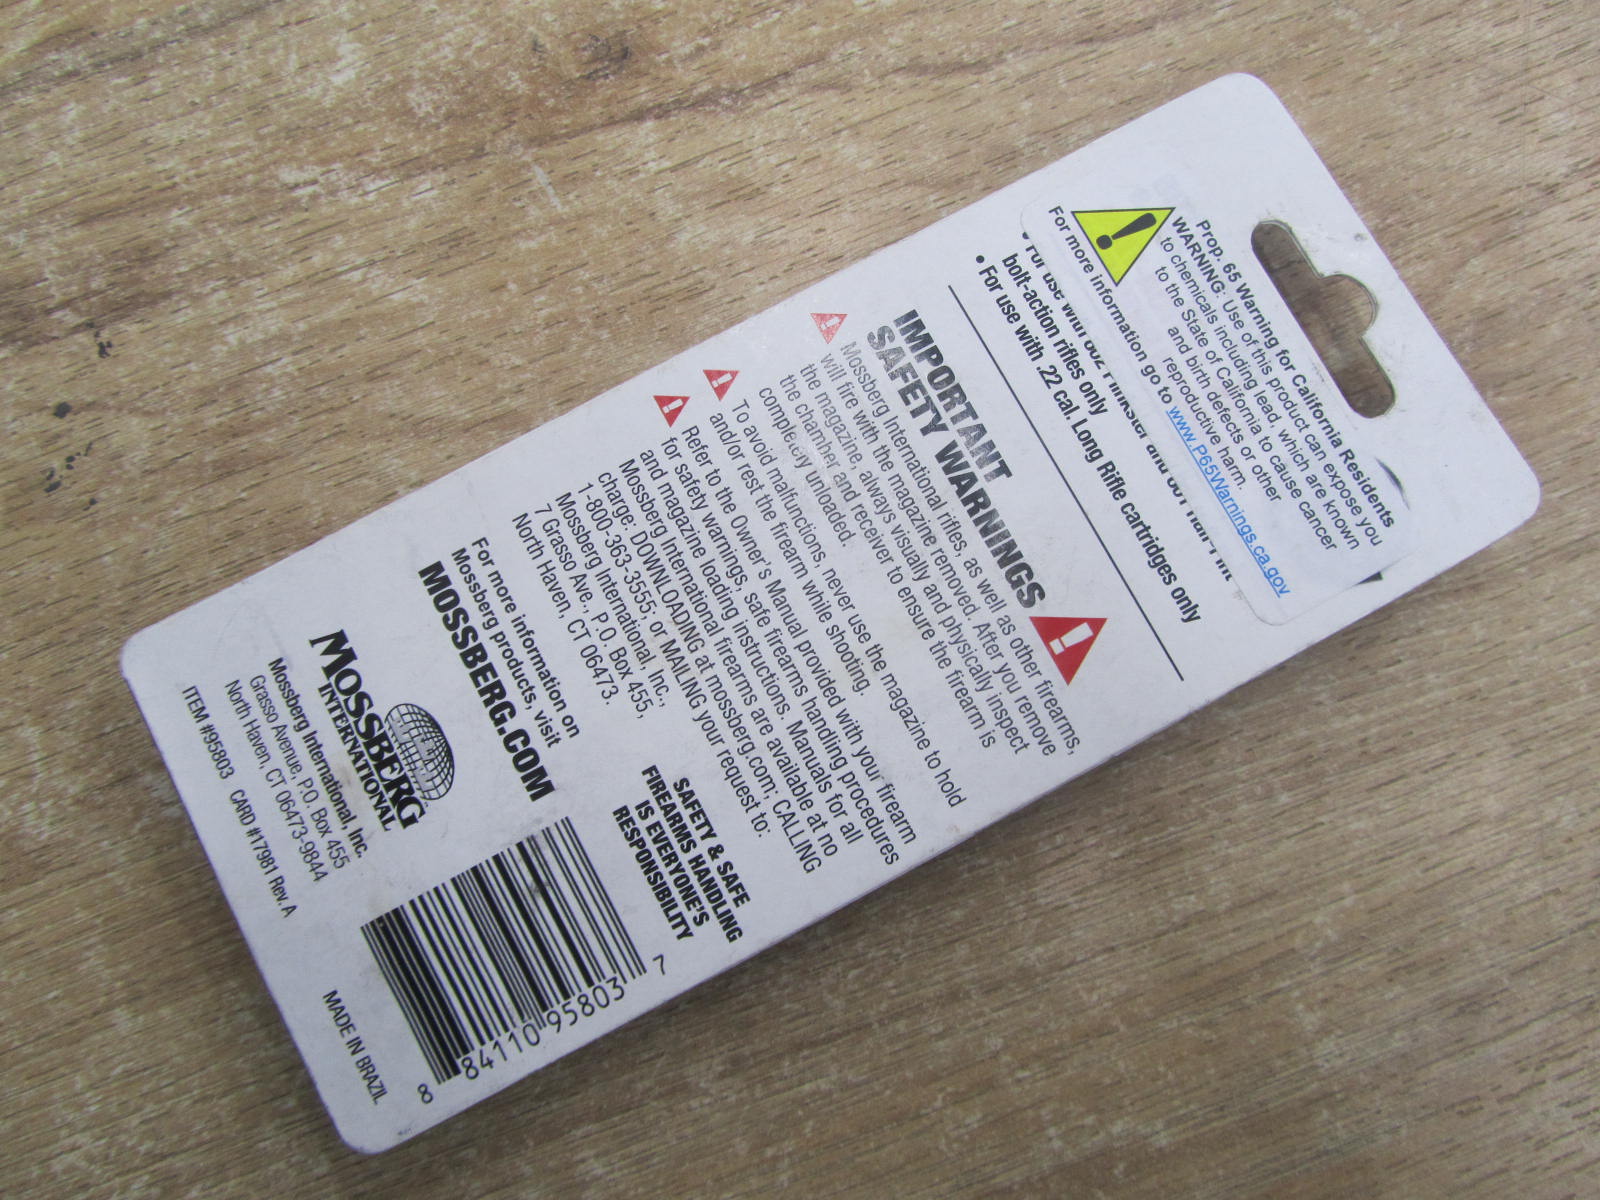 Prop. 65 Warning for California Residents
WARNING: Use of this product can expose you
to chemicals including lead, which are known
to the State of California to cause cancer
and birth defects or other
reproductive harm.
For more information go to www.P65Warnings.ca.gov
• For use with 802 Plinkster and 801 Half-Plink
bolt-action rifles only
• For use with .22 cal. Long Rifle cartridges only
IMPORTANT
SAFETY WARNINGS
Mossberg International rifles, as well as other firearms,
will fire with the magazine removed. After you remove
the magazine, always visually and physically inspect
the chamber and receiver to ensure the firearm is
completely unloaded.
To avoid malfunctions, never use the magazine to hold
and/or rest the firearm while shooting.
Refer to the Owner's Manual provided with your firearm
for safety warnings, safe firearms handling procedures
and magazine loading instructions. Manuals for all
Mossberg International firearms are available at no
charge: DOWNLOADING at mossberg.com; CALLING
1-800-363-3555; or MAILING your request to:
Mossberg International, Inc.,
7 Grasso Ave., P.O. Box 455,
North Haven, CT 06473.
For more information on
Mossberg products, visit
MOSSBERG.COM
SAFETY & SAFE
FIREARMS HANDLING
IS EVERYONE'S
RESPONSIBILITY
MOSSBERG
INTERNATIONAL
Mossberg International, Inc.
Grasso Avenue, P.O. Box 455
North Haven, CT 06473-9844
ITEM #95803 CARD #17981 Rev. A
8 84110 95803 7
MADE IN BRAZIL